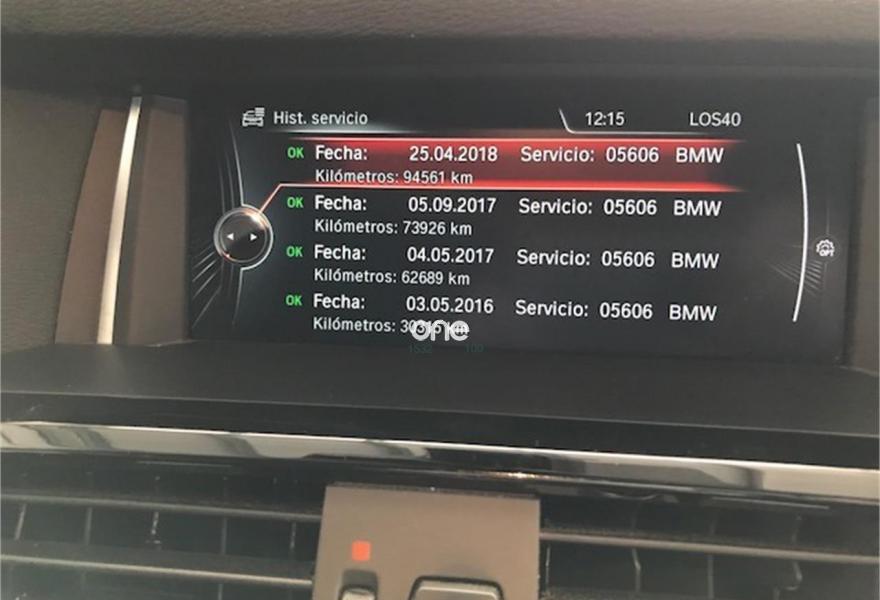 Hist. servicio 12:15 LOS40
OK Fecha: 25.04.2018 Servicio: 05606 BMW
Kilómetros: 94561 km
OK Fecha: 05.09.2017 Servicio: 05606 BMW
Kilómetros: 73926 km
OK Fecha: 04.05.2017 Servicio: 05606 BMW
Kilómetros: 62689 km
OPT
OK Fecha: 03.05.2016 Servicio: 05606 BMW
Kilómetros:
one